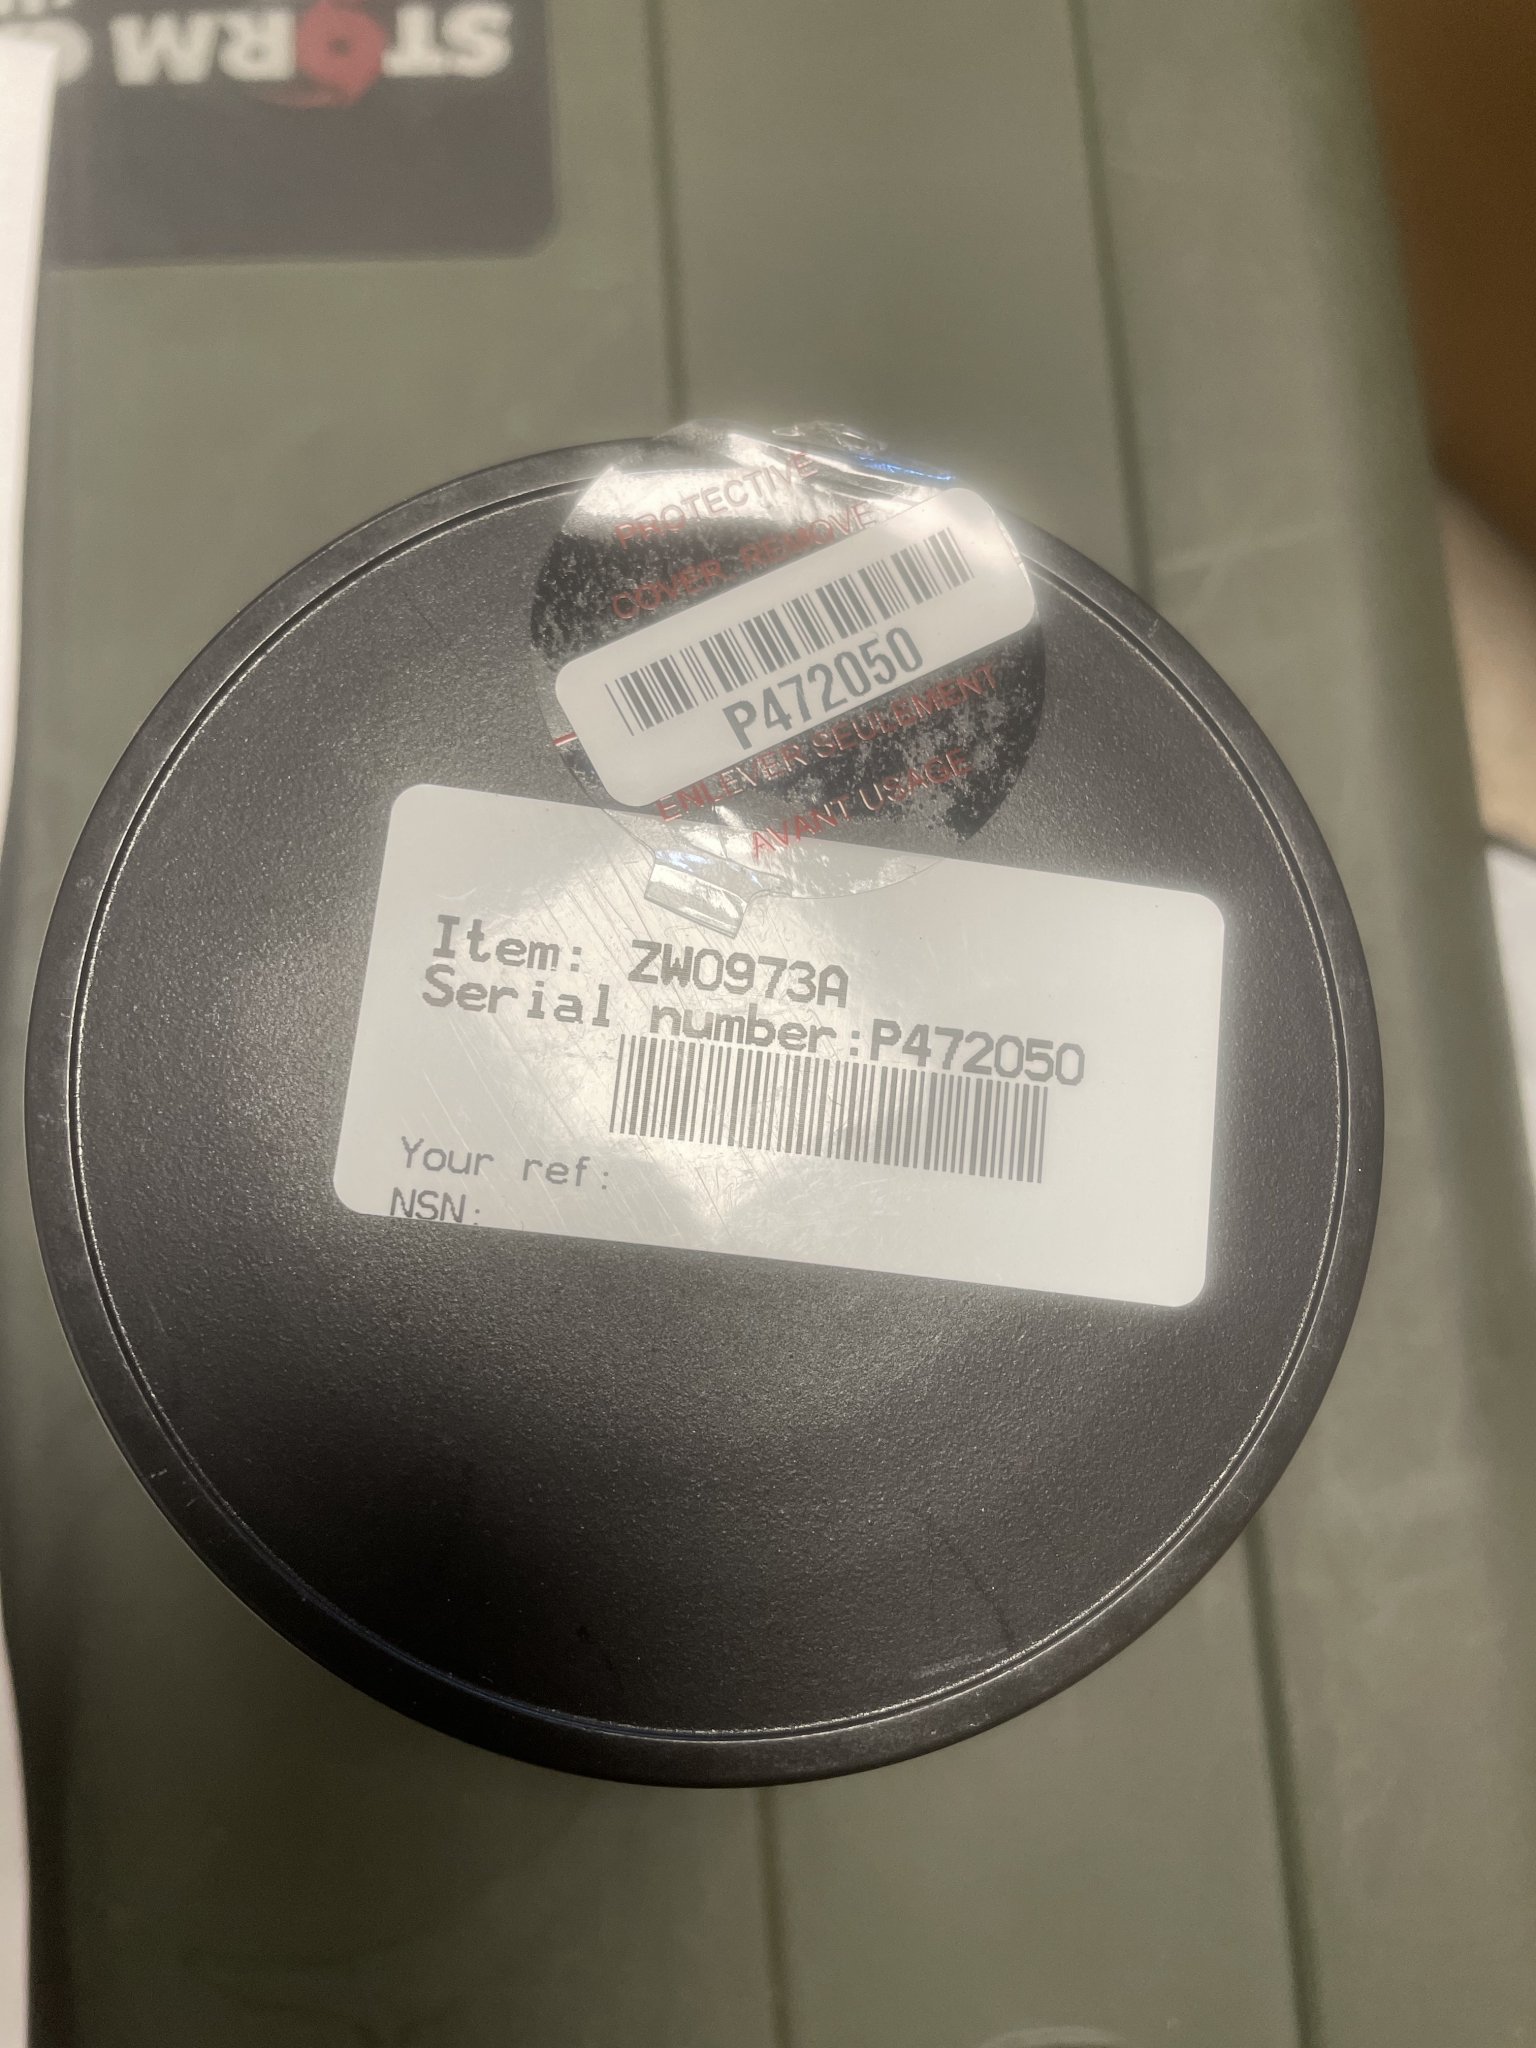 STORM
PROTECTIVE
COVER. REMOVE
P472050
ENLEVER SEULEMENT
AVANT USAGE
Item: ZW0973A
Serial number:P472050
Your ref:
NSN: